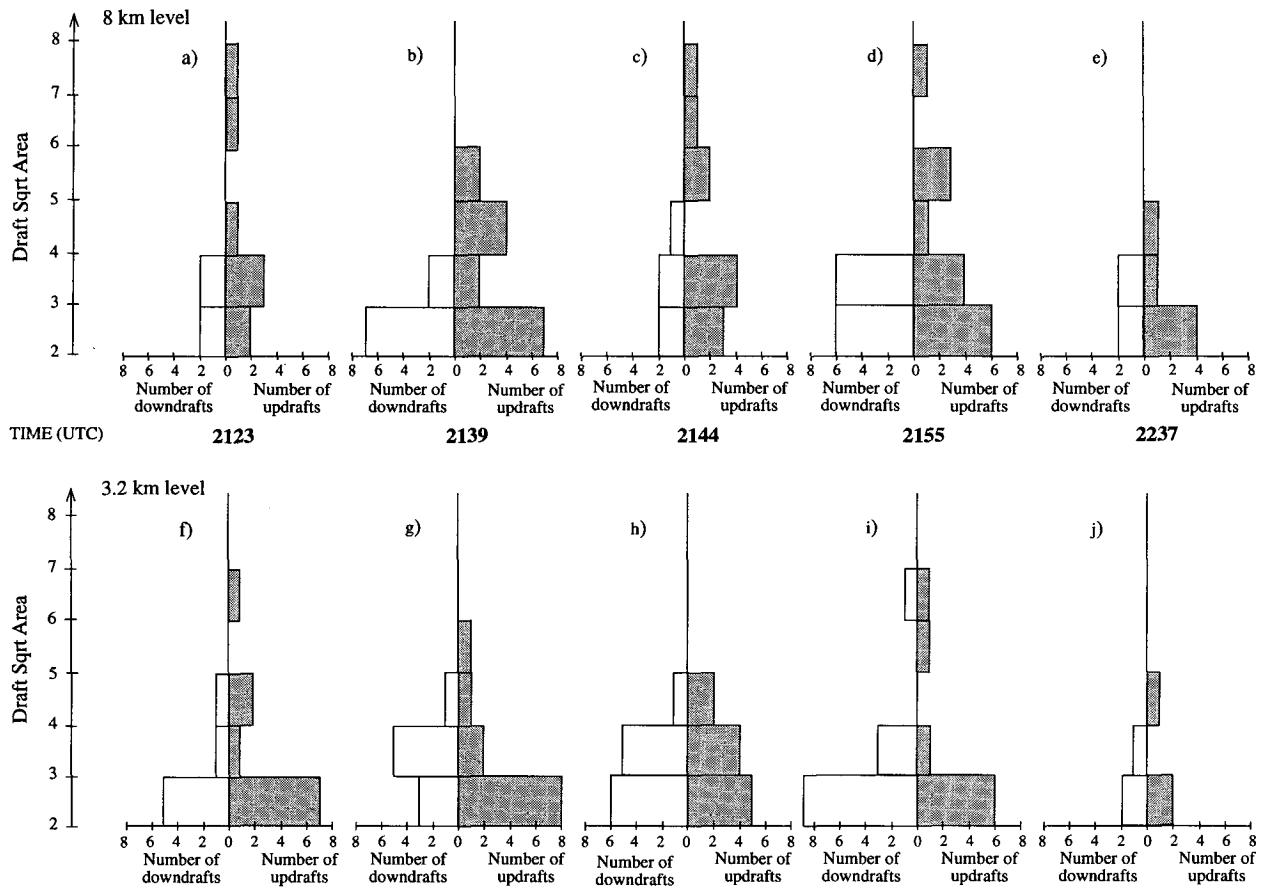 8 km level
a) b) c) d) e)
Draft Sqrt Area
8
7
6
5
4
3
2
8 6 4 2 0 2 4 6 8
8 6 4 2 0 2 4 6 8
8 6 4 2 0 2 4 6 8
8 6 4 2 0 2 4 6 8
8 6 4 2 0 2 4 6 8
Number of downdrafts Number of updrafts
Number of downdrafts Number of updrafts
Number of downdrafts Number of updrafts
Number of downdrafts Number of updrafts
Number of downdrafts Number of updrafts
TIME (UTC) 2123 2139 2144 2155 2237
3.2 km level
f) g) h) i) j)
Draft Sqrt Area
8
7
6
5
4
3
2
8 6 4 2 0 2 4 6 8
8 6 4 2 0 2 4 6 8
8 6 4 2 0 2 4 6 8
8 6 4 2 0 2 4 6 8
8 6 4 2 0 2 4 6 8
Number of downdrafts Number of updrafts
Number of downdrafts Number of updrafts
Number of downdrafts Number of updrafts
Number of downdrafts Number of updrafts
Number of downdrafts Number of updrafts